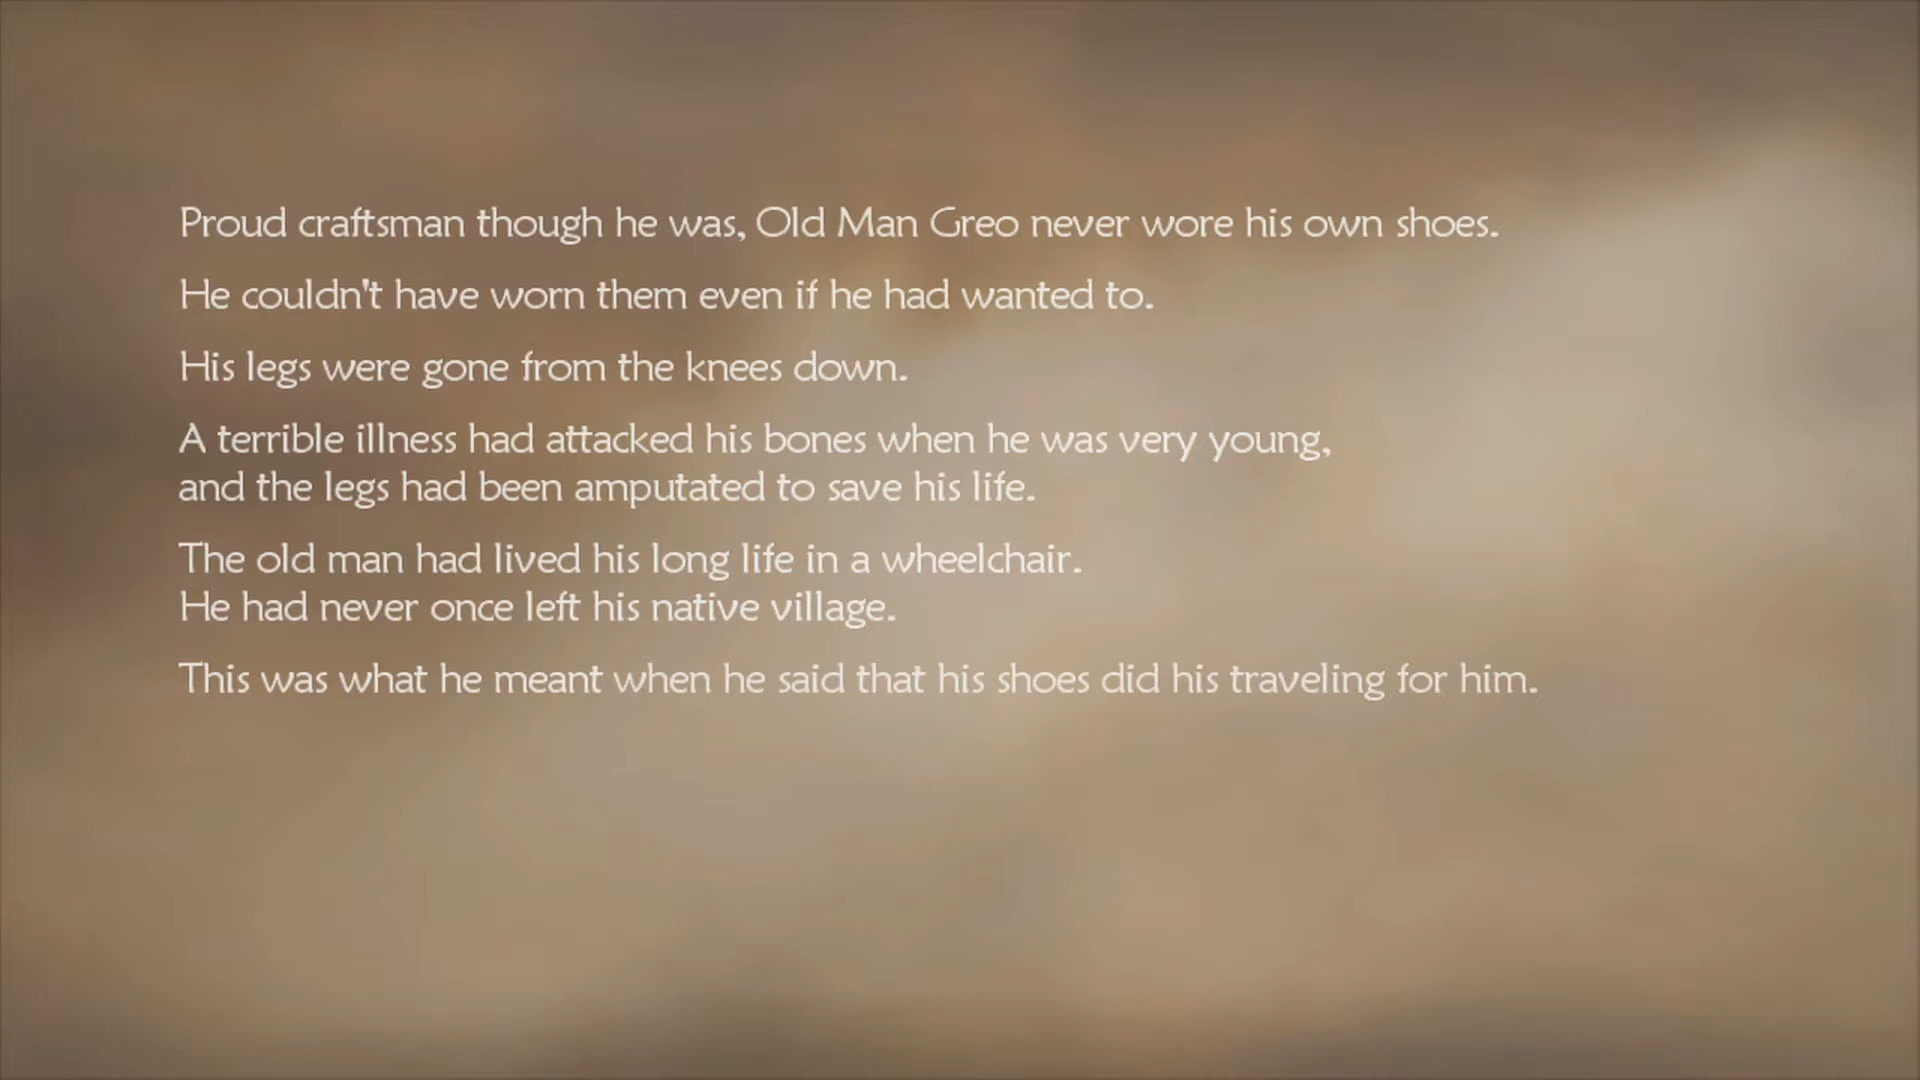 Proud craftsman though he was, Old Man Greo never wore his own shoes.
He couldn't have worn them even if he had wanted to.
His legs were gone from the knees down.
A terrible illness had attacked his bones when he was very young,
and the legs had been amputated to save his life.
The old man had lived his long life in a wheelchair.
He had never once left his native village.
This was what he meant when he said that his shoes did his traveling for him.